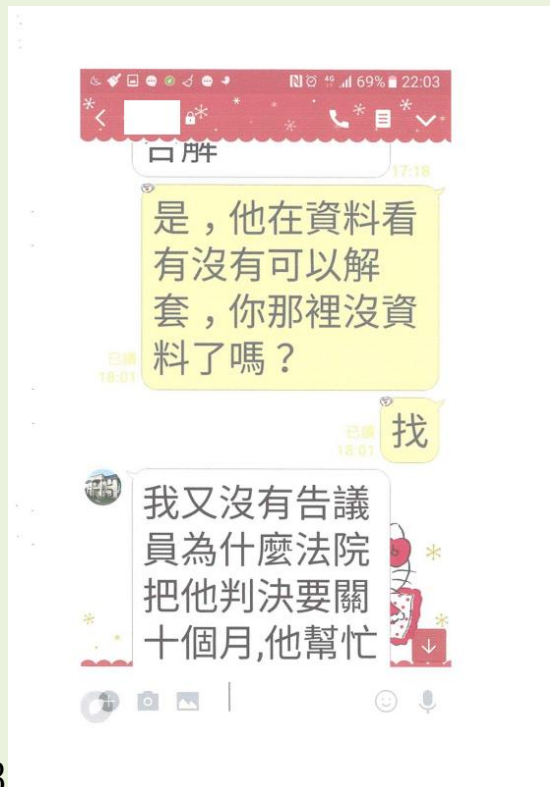 69% 22:03
合解
17:18
是，他在資料看
有沒有可以解
套，你那裡沒資
料了嗎？
已讀
18:01
找
已讀
18:01
我又沒有告議
員為什麼法院
把他判決要關
十個月,他幫忙